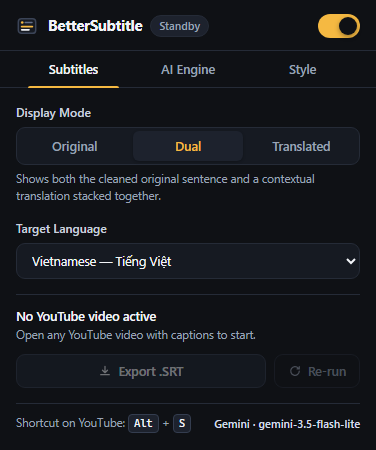 BetterSubtitle Standby
Subtitles AI Engine Style
Display Mode
Original Dual Translated
Shows both the cleaned original sentence and a contextual
translation stacked together.
Target Language
Vietnamese — Tiếng Việt
No YouTube video active
Open any YouTube video with captions to start.
Export .SRT Re-run
Shortcut on YouTube: Alt + S Gemini · gemini-3.5-flash-lite